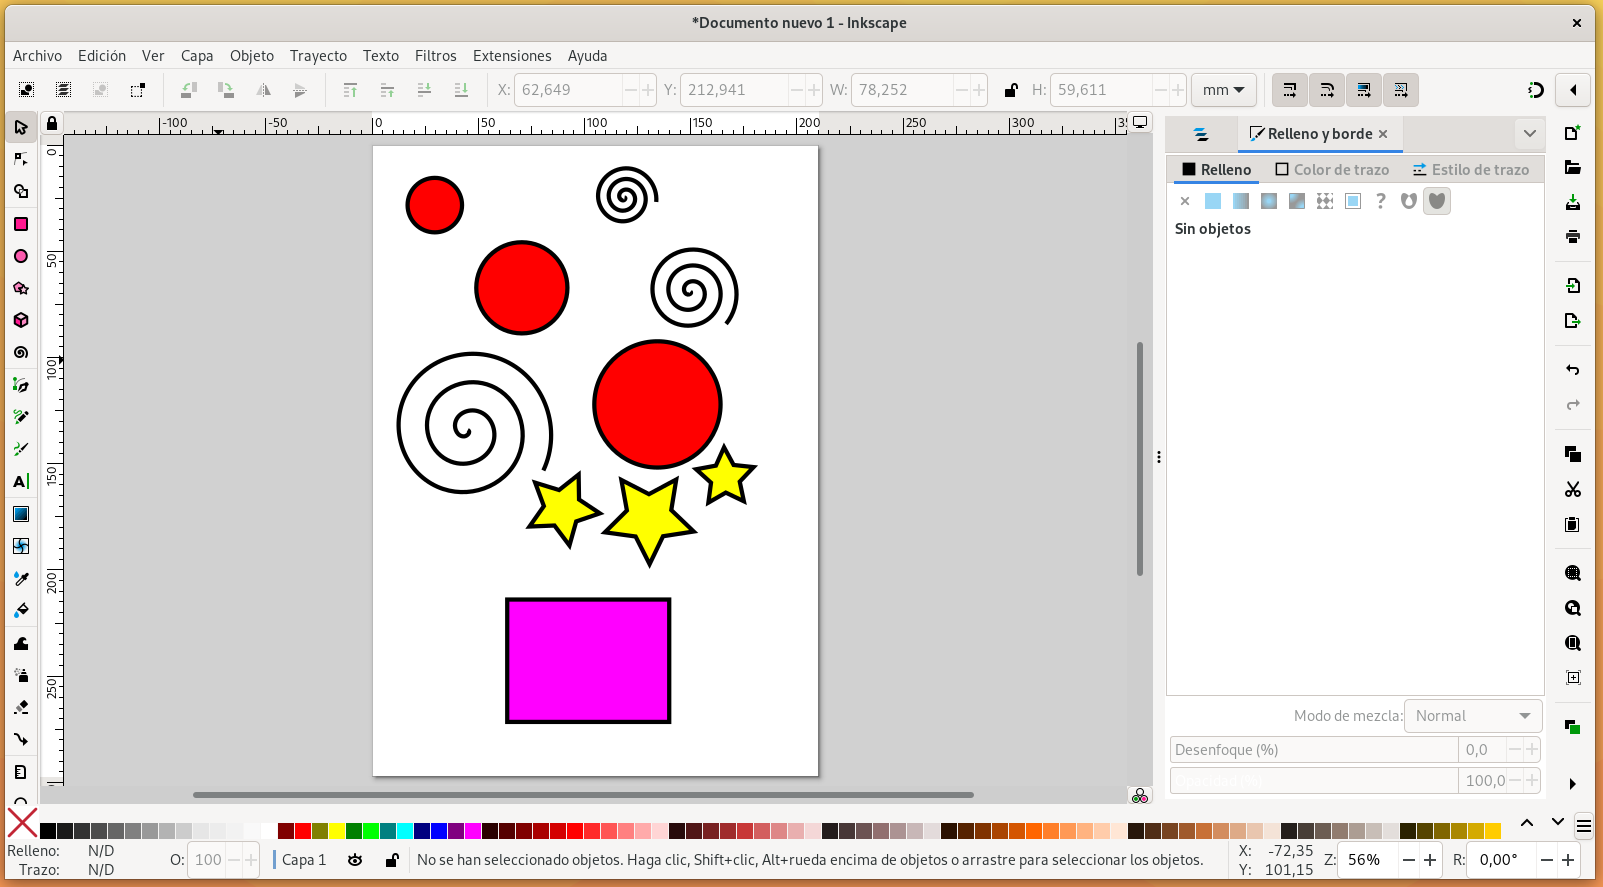 *Documento nuevo 1 - Inkscape
Archivo Edición Ver Capa Objeto Trayecto Texto Filtros Extensiones Ayuda
X: 62,649 Y: 212,941 W: 78,252 H: 59,611 mm
-100 -50 0 50 100 150 200 250 300
Relleno y borde
Relleno Color de trazo Estilo de trazo
Sin objetos
0
50
100
150
200
250
Modo de mezcla: Normal
Desenfoque (%) 0,0
Opacidad (%) 100,0
Relleno: N/D
Trazo: N/D
O: 100
Capa 1
No se han seleccionado objetos. Haga clic, Shift+clic, Alt+rueda encima de objetos o arrastre para seleccionar los objetos.
X: -72,35
Y: 101,15
Z: 56%
R: 0,00°